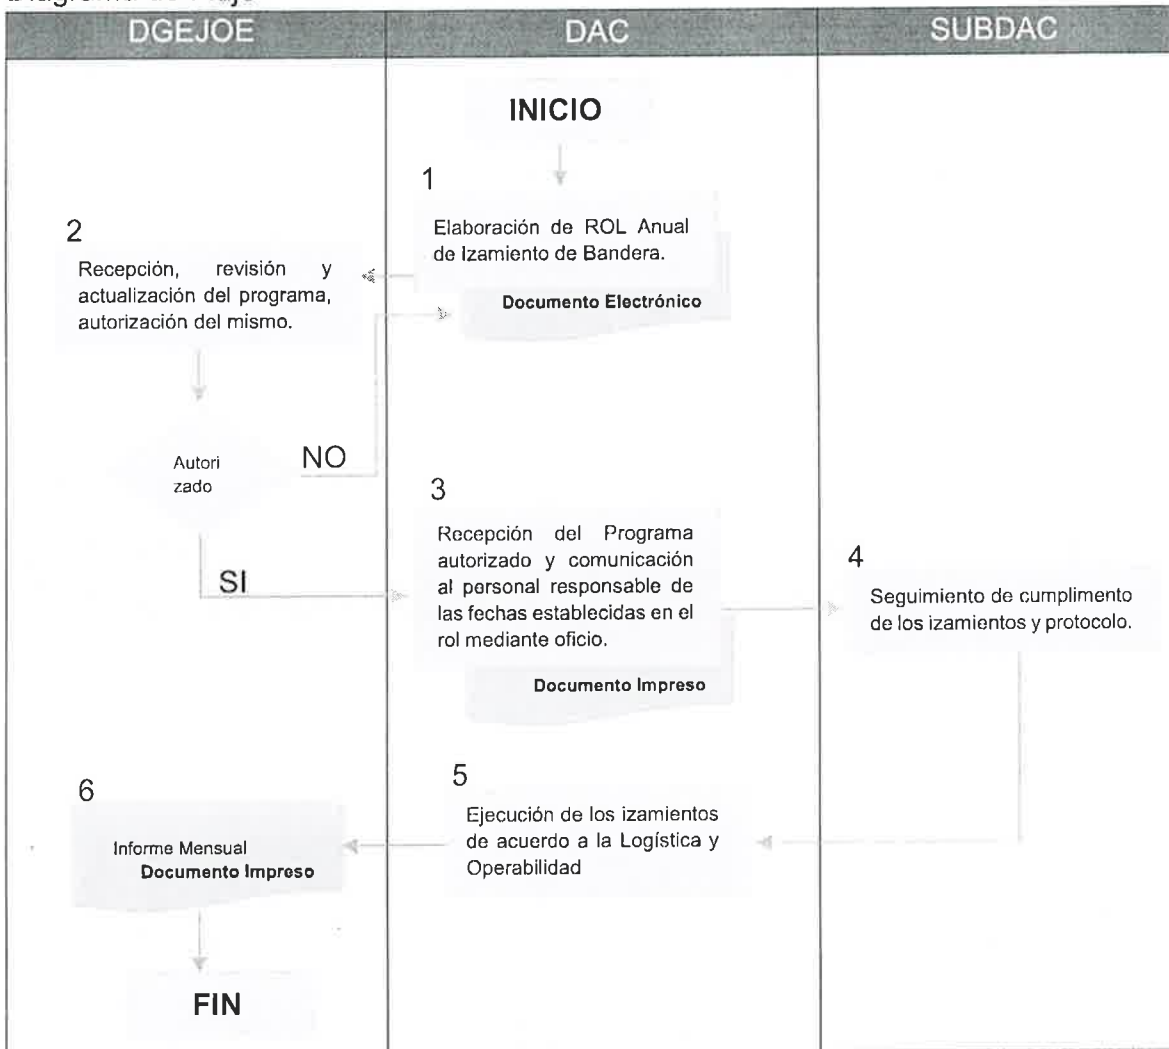 DGEJOE
DAC
SUBDAC
INICIO
1
Elaboración de ROL Anual
de Izamiento de Bandera.
Documento Electrónico
2
Recepción, revisión y
actualización del programa,
autorización del mismo.
Autori
zado
NO
SI
3
Recepción del Programa
autorizado y comunicación
al personal responsable de
las fechas establecidas en el
rol mediante oficio.
Documento Impreso
4
Seguimiento de cumplimento
de los izamientos y protocolo.
5
Ejecución de los izamientos
de acuerdo a la Logística y
Operabilidad
6
Informe Mensual
Documento Impreso
FIN